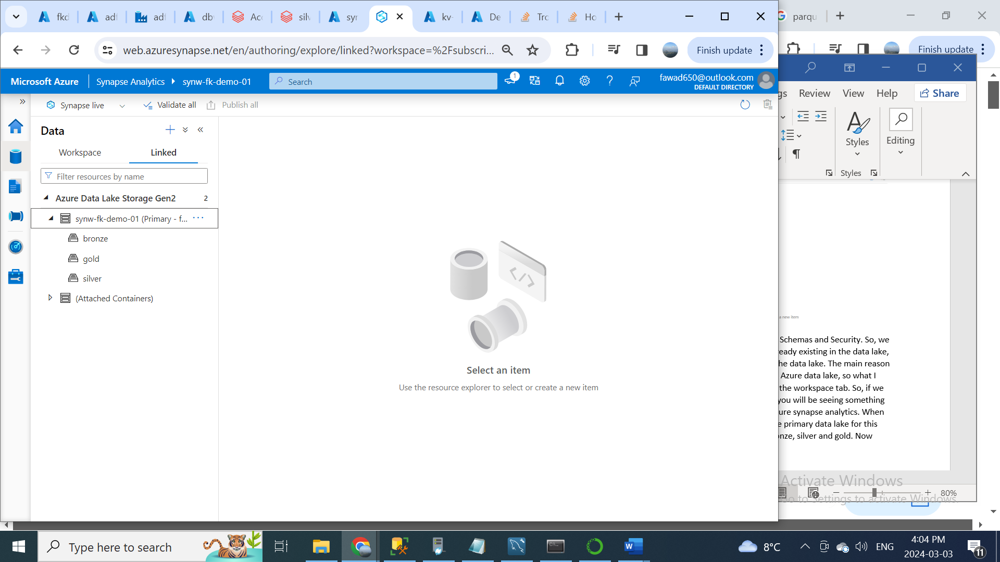 fkd
adf
adf
dbv
Acc
silv
syn
kv-
De
Trc
Ho
parqu
web.azuresynapse.net/en/authoring/explore/linked?workspace=%2Fsubscri...
Finish update
Finish update
Microsoft Azure
Synapse Analytics
synw-fk-demo-01
Search
1
fawad650@outlook.com
DEFAULT DIRECTORY
gs
Review
View
Help
Share
Synapse live
Validate all
Publish all
Data
Workspace
Linked
Filter resources by name
Azure Data Lake Storage Gen2
2
synw-fk-demo-01 (Primary - f...
bronze
gold
silver
(Attached Containers)
Select an item
Use the resource explorer to select or create a new item
Styles
Editing
Styles
a new item
Schemas and Security. So, we
eady existing in the data lake,
he data lake. The main reason
Azure data lake, so what I
the workspace tab. So, if we
you will be seeing something
ure synapse analytics. When
e primary data lake for this
onze, silver and gold. Now
Activate Windows
Go to Settings to activate Windows.
80%
Type here to search
8°C
ENG
4:04 PM
2024-03-03
11